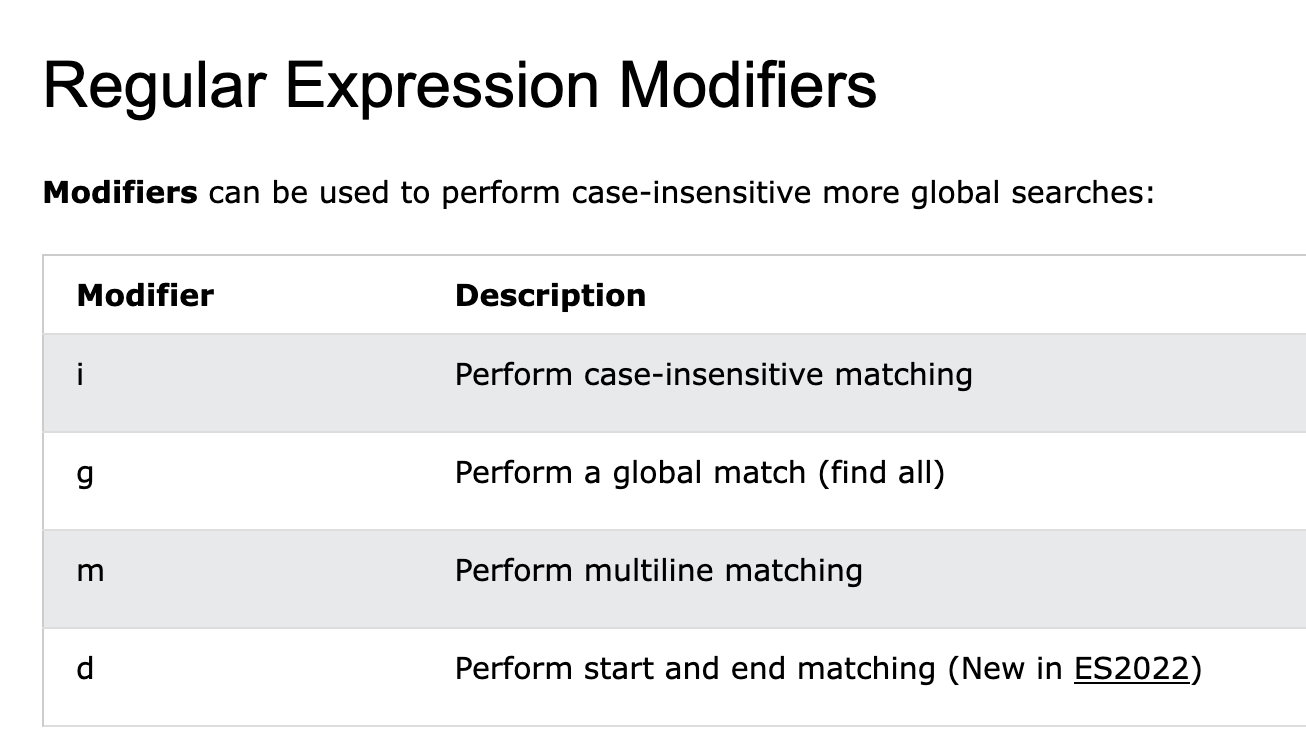 Regular Expression Modifiers
Modifiers can be used to perform case-insensitive more global searches:
Modifier Description
i Perform case-insensitive matching
g Perform a global match (find all)
m Perform multiline matching
d Perform start and end matching (New in ES2022)